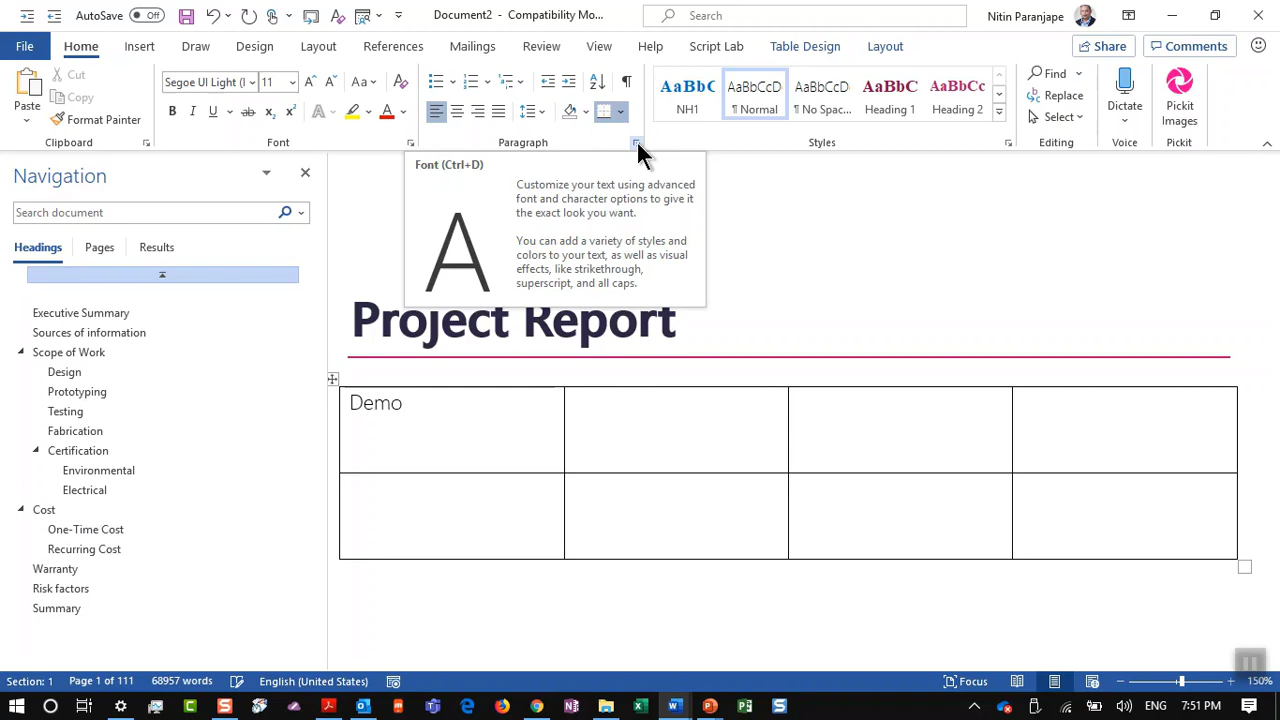 AutoSave Off
Document2 - Compatibility Mo...
Search
Nitin Paranjape
File Home Insert Draw Design Layout References Mailings Review View Help Script Lab Table Design Layout
Share Comments
Paste
Cut
Copy
Format Painter
Clipboard
Segoe UI Light (I 11
Aa
B I U ab x₂ x² A A
Font
Paragraph
AaBbC
NH1
AaBbCcD
¶ Normal
AaBbCcD
¶ No Spac...
AaBbC
Heading 1
AaBbCc
Heading 2
Styles
Find
Replace
Select
Editing
Dictate
Voice
Pickit Images
Pickit
Navigation
Search document
Headings Pages Results
Executive Summary
Sources of information
Scope of Work
Design
Prototyping
Testing
Fabrication
Certification
Environmental
Electrical
Cost
One-Time Cost
Recurring Cost
Warranty
Risk factors
Summary
Font (Ctrl+D)
A
Customize your text using advanced
font and character options to give it
the exact look you want.
You can add a variety of styles and
colors to your text, as well as visual
effects, like strikethrough,
superscript, and all caps.
Project Report
Demo
Section: 1 Page 1 of 111 68957 words English (United States) Focus 150%
ENG 7:51 PM